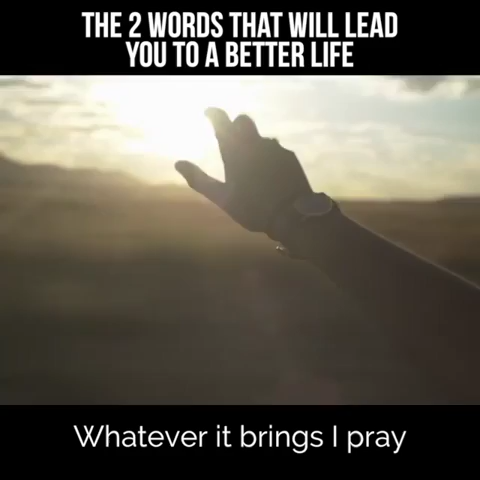 THE 2 WORDS THAT WILL LEAD
YOU TO A BETTER LIFE
Whatever it brings I pray